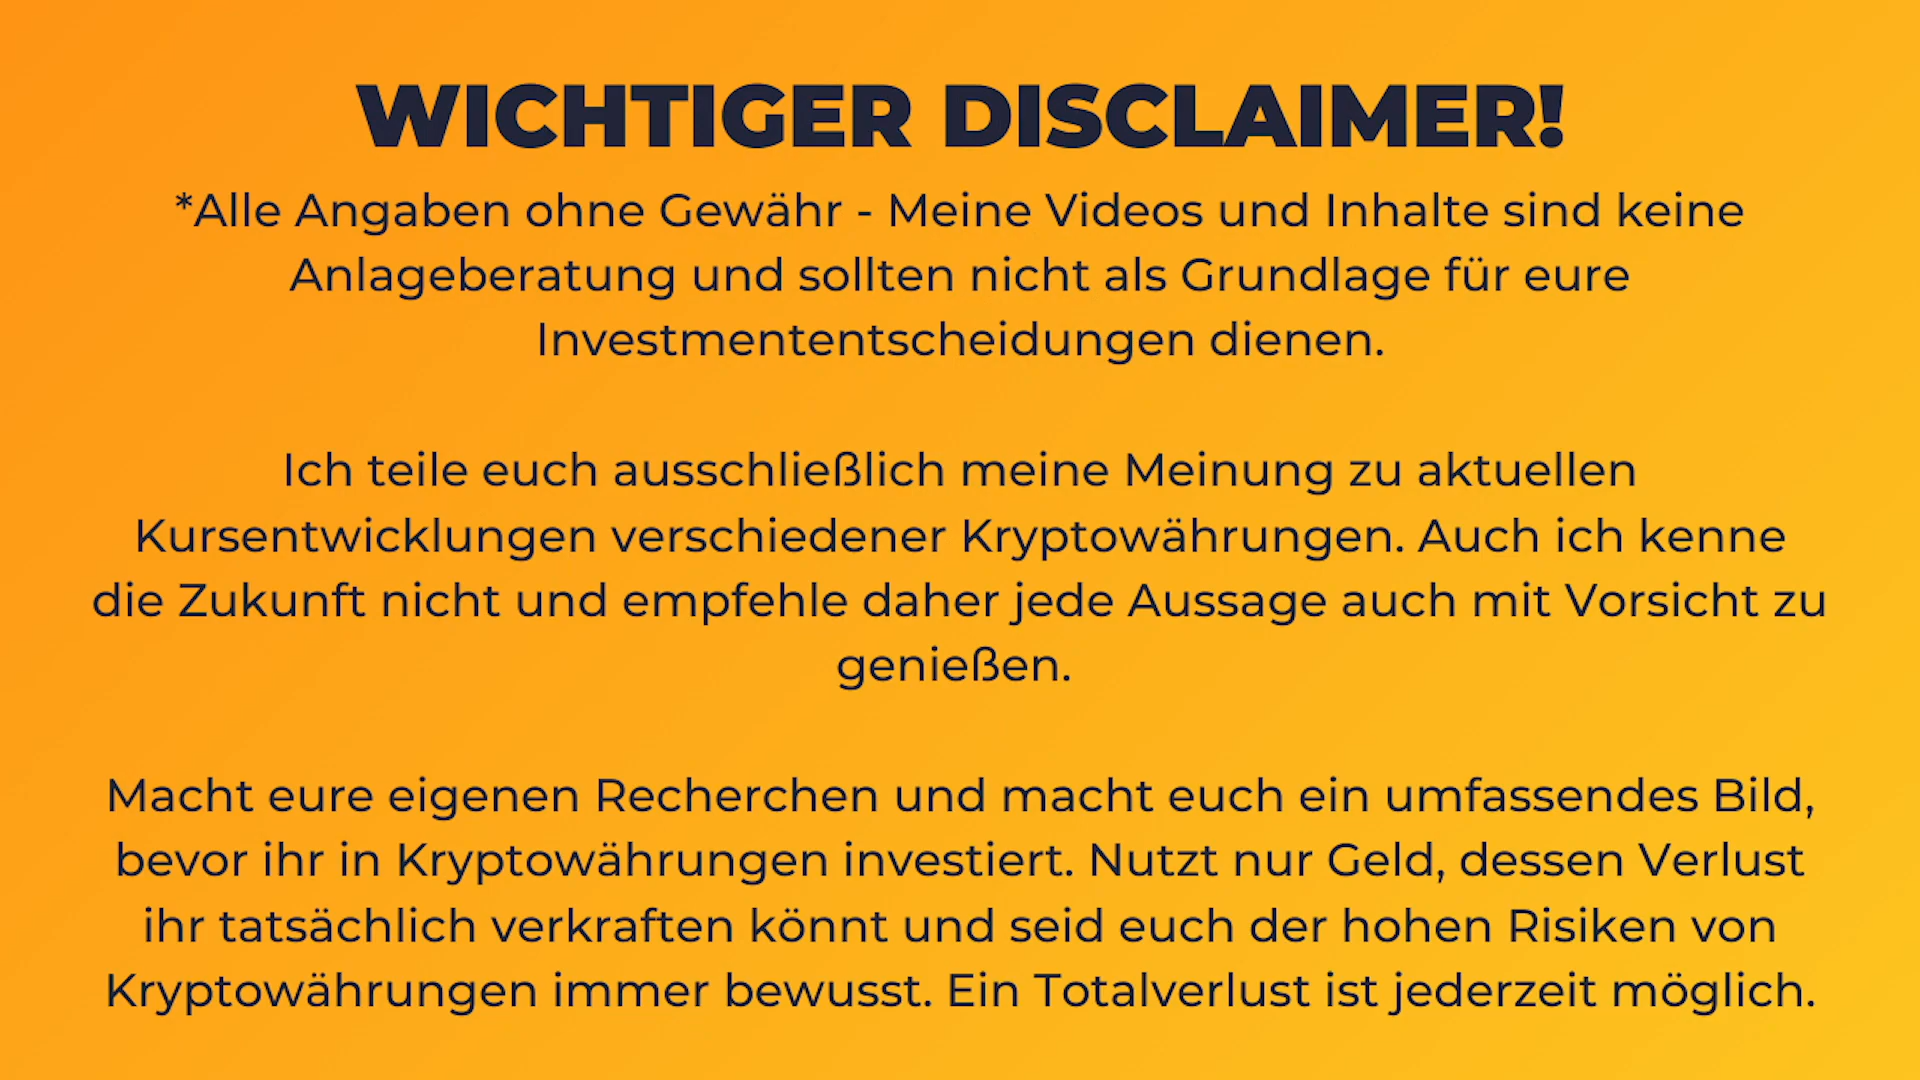 WICHTIGER DISCLAIMER!
*Alle Angaben ohne Gewähr - Meine Videos und Inhalte sind keine
Anlageberatung und sollten nicht als Grundlage für eure
Investmententscheidungen dienen.
Ich teile euch ausschließlich meine Meinung zu aktuellen
Kursentwicklungen verschiedener Kryptowährungen. Auch ich kenne
die Zukunft nicht und empfehle daher jede Aussage auch mit Vorsicht zu
genießen.
Macht eure eigenen Recherchen und macht euch ein umfassendes Bild,
bevor ihr in Kryptowährungen investiert. Nutzt nur Geld, dessen Verlust
ihr tatsächlich verkraften könnt und seid euch der hohen Risiken von
Kryptowährungen immer bewusst. Ein Totalverlust ist jederzeit möglich.